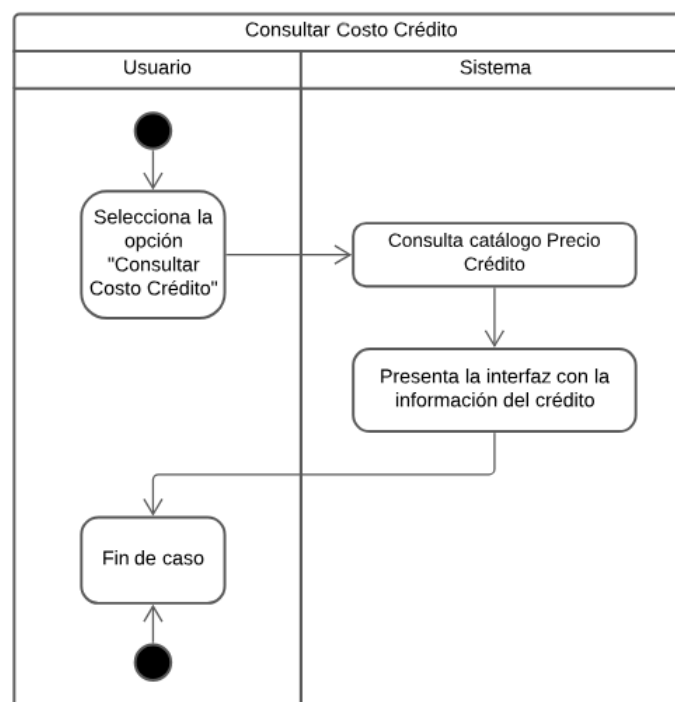 Consultar Costo Crédito
Usuario
Sistema
Selecciona la
opción
"Consultar
Costo Crédito"
Consulta catálogo Precio
Crédito
Presenta la interfaz con la
información del crédito
Fin de caso